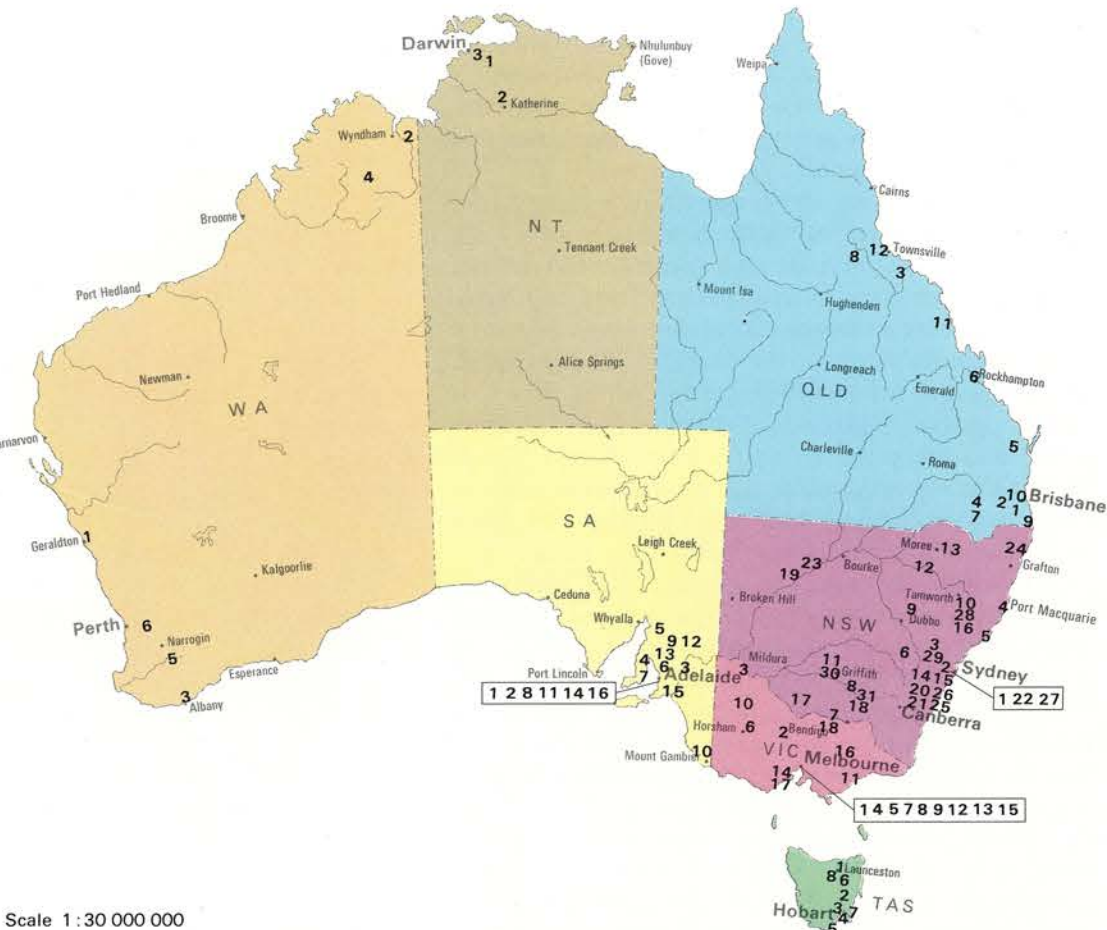 Darwin
3
1
Nhulunbuy
(Gove)
Weipa
2
Katherine
Wyndham
2
4
Cairns
Broome
NT
Tennant Creek
8
12
Townsville
3
Port Hedland
Mount Isa
Hughenden
11
Newman
Alice Springs
Longreach
6
Rockhampton
WA
QLD
Emerald
arnarvon
Charleville
Roma
5
4
2
10
Brisbane
7
1
9
Geraldton
1
SA
Leigh Creek
Moree
13
24
Kalgoorlie
23
Bourke
12
Grafton
19
Ceduna
Broken Hill
Tamworth
10
4
Port Macquarie
Perth
6
Whyalla
9
28
Dubbo
16
Narrogin
5
NSW
5
5
9 12
3
Esperance
13
6
29
4
6
3
Mildura
11
2
Sydney
Port Lincoln
7
Adelaide
3
30
Griffith
14 15
3
Albany
1 2 8 11 14 16
15
8
20 26
1 22 27
10
17
31
21 25
18
Canberra
7
Horsham
6
2
Bendigo
18
Mount Gambier
10
VIC
16
Melbourne
14
11
17
1 4 5 7 8 9 12 13 15
1
Launceston
8
6
2
TAS
3
7
Hobart
4
5
Scale 1:30 000 000